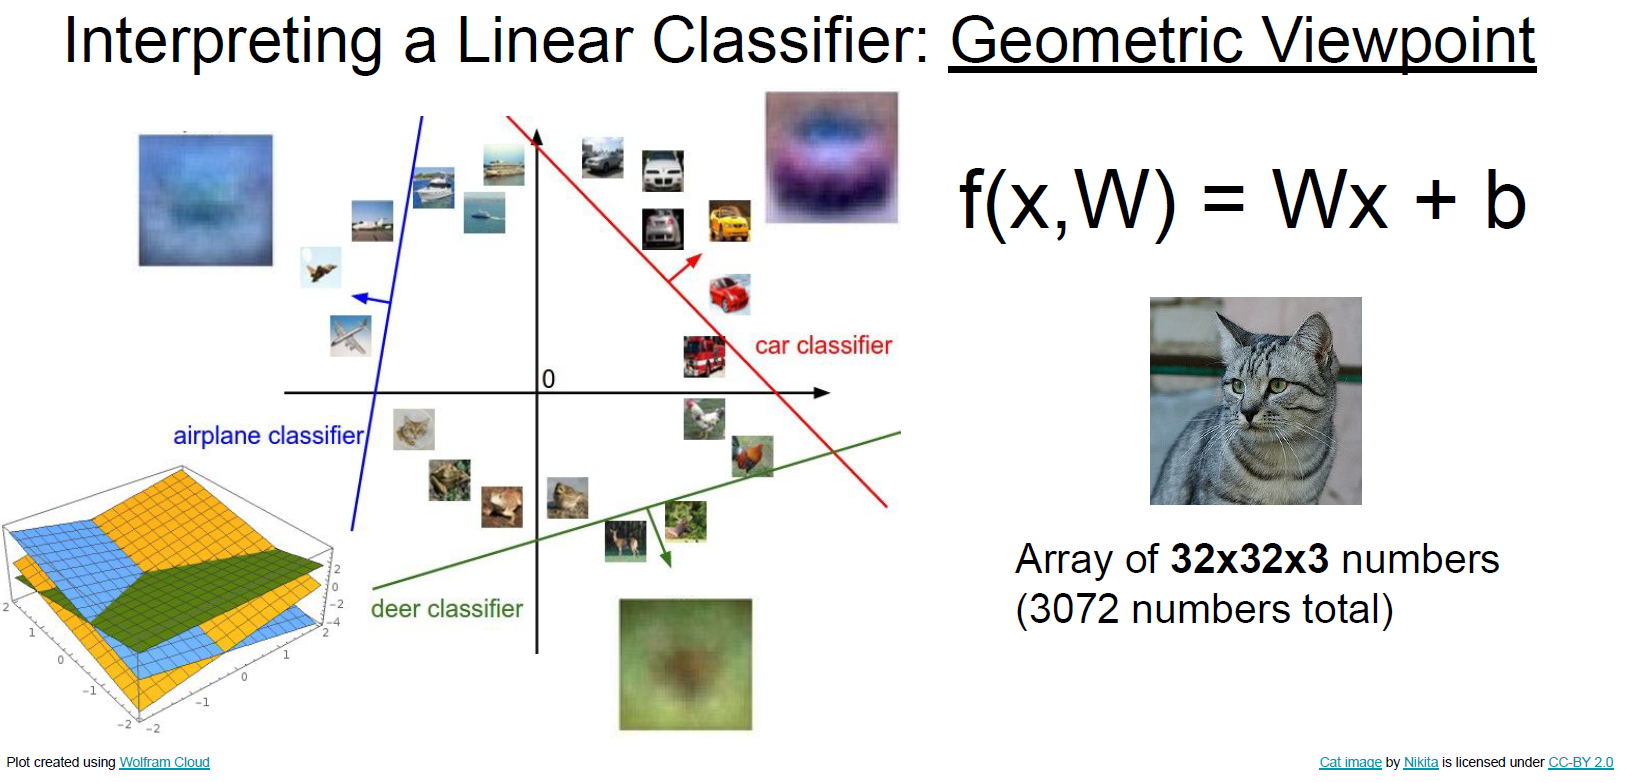 Interpreting a Linear Classifier: Geometric Viewpoint
f(x,W) = Wx + b
0
car classifier
airplane classifier
deer classifier
2
0
−2
−4
2
1
0
−1
−2
−2
−1
0
1
2
Array of 32x32x3 numbers
(3072 numbers total)
Plot created using Wolfram Cloud
Cat image by Nikita is licensed under CC-BY 2.0